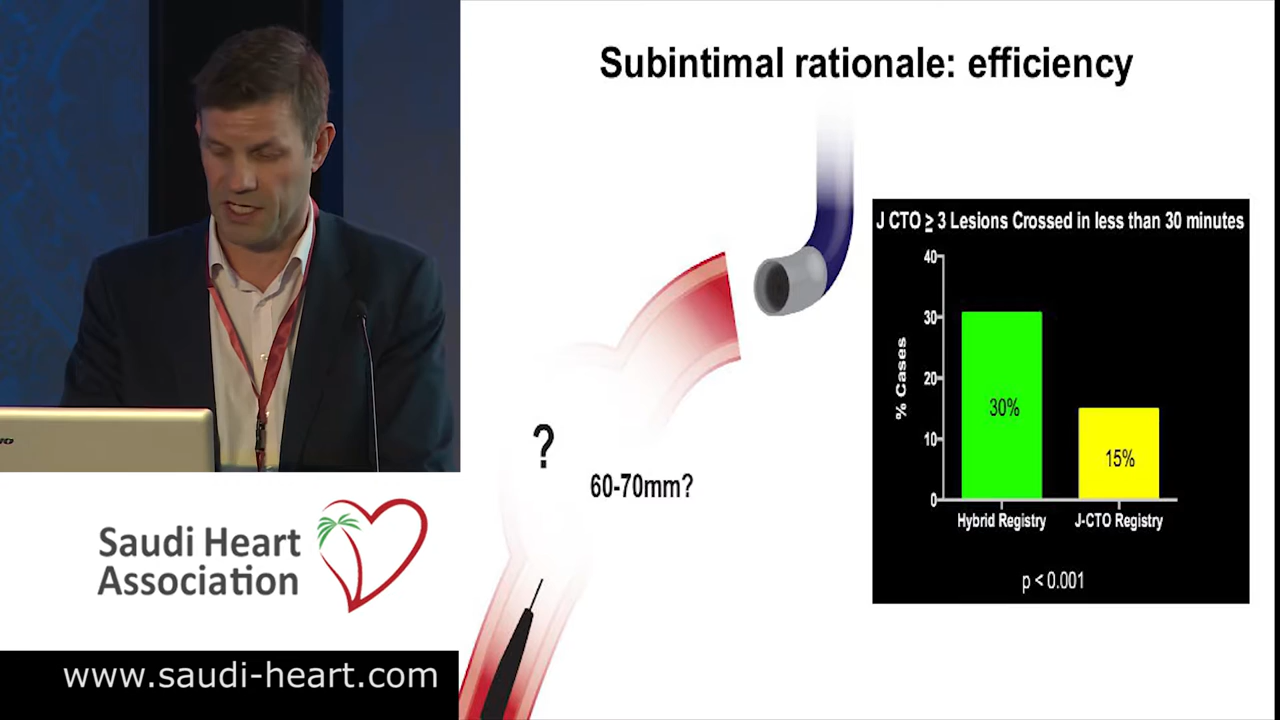 Subintimal rationale: efficiency
J CTO ≥ 3 Lesions Crossed in less than 30 minutes
40
30
20
10
0
% Cases
30%
15%
Hybrid Registry
J-CTO Registry
p < 0.001
?
60-70mm?
Saudi Heart
Association
www.saudi-heart.com